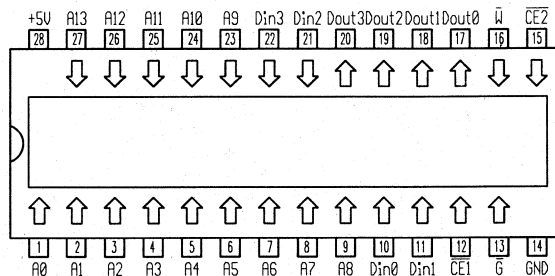 +5V A13 A12 A11 A10 A9 Din3 Din2 Dout3 Dout2 Dout1 Dout0 W̅ C̅E̅2̅
28 27 26 25 24 23 22 21 20 19 18 17 16 15
1 2 3 4 5 6 7 8 9 10 11 12 13 14
A0 A1 A2 A3 A4 A5 A6 A7 A8 Din0 Din1 C̅E̅1̅ G̅ GND